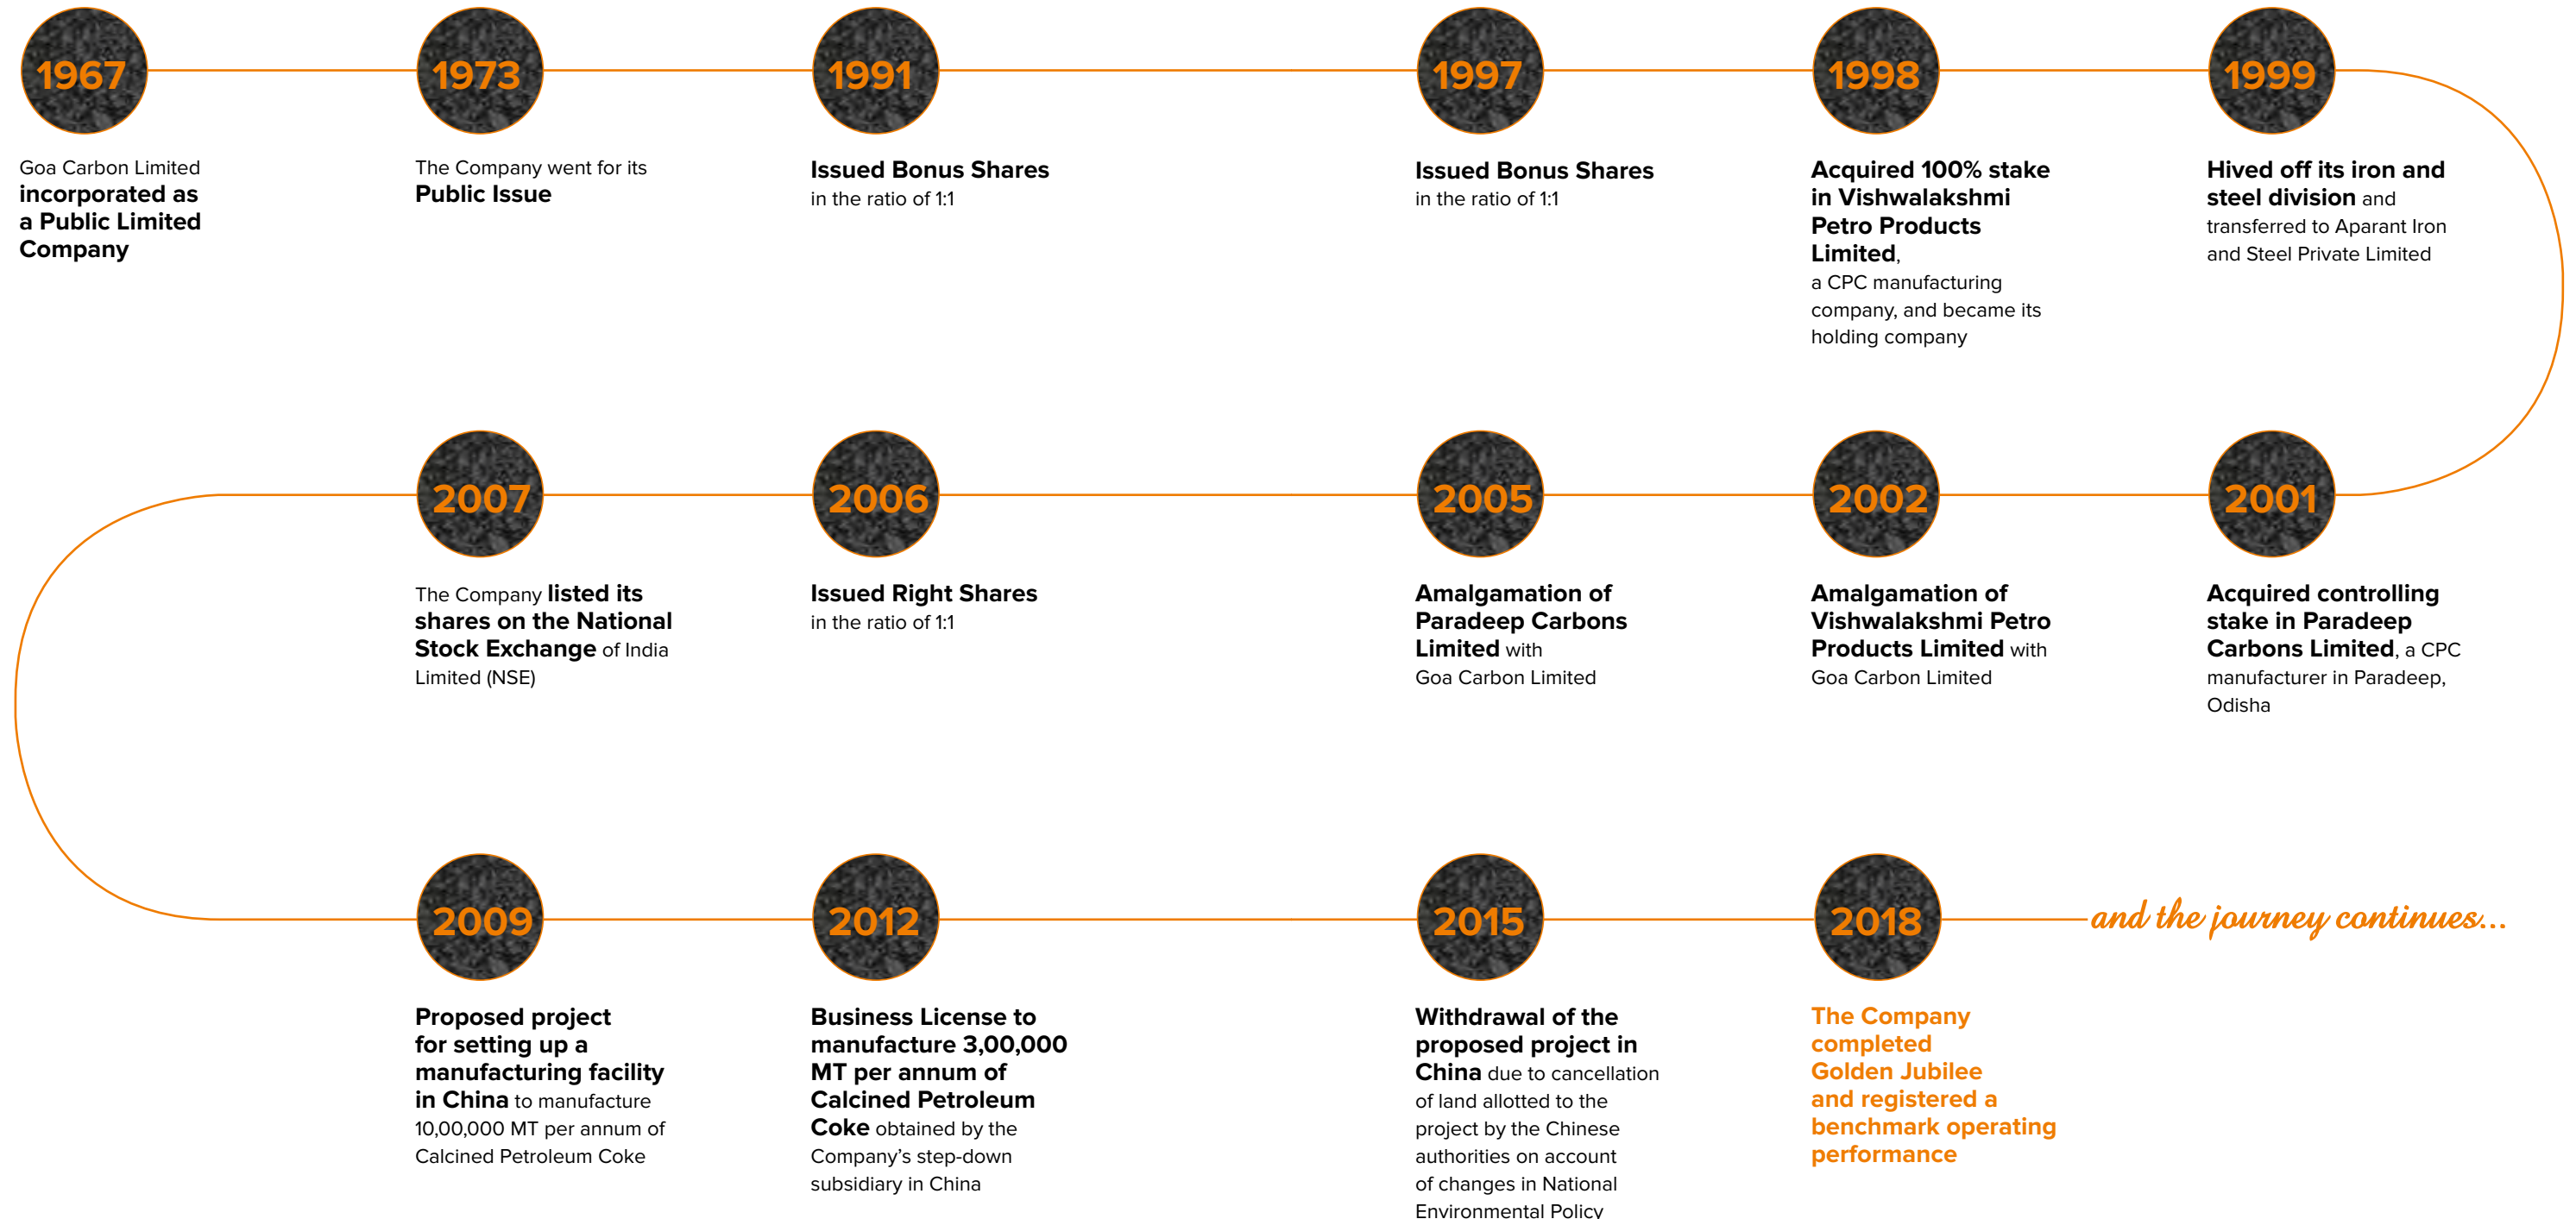 1967
Goa Carbon Limited
incorporated as
a Public Limited
Company
1973
The Company went for its
Public Issue
1991
Issued Bonus Shares
in the ratio of 1:1
1997
Issued Bonus Shares
in the ratio of 1:1
1998
Acquired 100% stake
in Vishwalakshmi
Petro Products
Limited,
a CPC manufacturing
company, and became its
holding company
1999
Hived off its iron and
steel division and
transferred to Aparant Iron
and Steel Private Limited
2001
Acquired controlling
stake in Paradeep
Carbons Limited, a CPC
manufacturer in Paradeep,
Odisha
2002
Amalgamation of
Vishwalakshmi Petro
Products Limited with
Goa Carbon Limited
2005
Amalgamation of
Paradeep Carbons
Limited with
Goa Carbon Limited
2006
Issued Right Shares
in the ratio of 1:1
2007
The Company listed its
shares on the National
Stock Exchange of India
Limited (NSE)
2009
Proposed project
for setting up a
manufacturing facility
in China to manufacture
10,00,000 MT per annum of
Calcined Petroleum Coke
2012
Business License to
manufacture 3,00,000
MT per annum of
Calcined Petroleum
Coke obtained by the
Company’s step-down
subsidiary in China
2015
Withdrawal of the
proposed project in
China due to cancellation
of land allotted to the
project by the Chinese
authorities on account
of changes in National
Environmental Policy
2018
The Company
completed
Golden Jubilee
and registered a
benchmark operating
performance
and the journey continues...